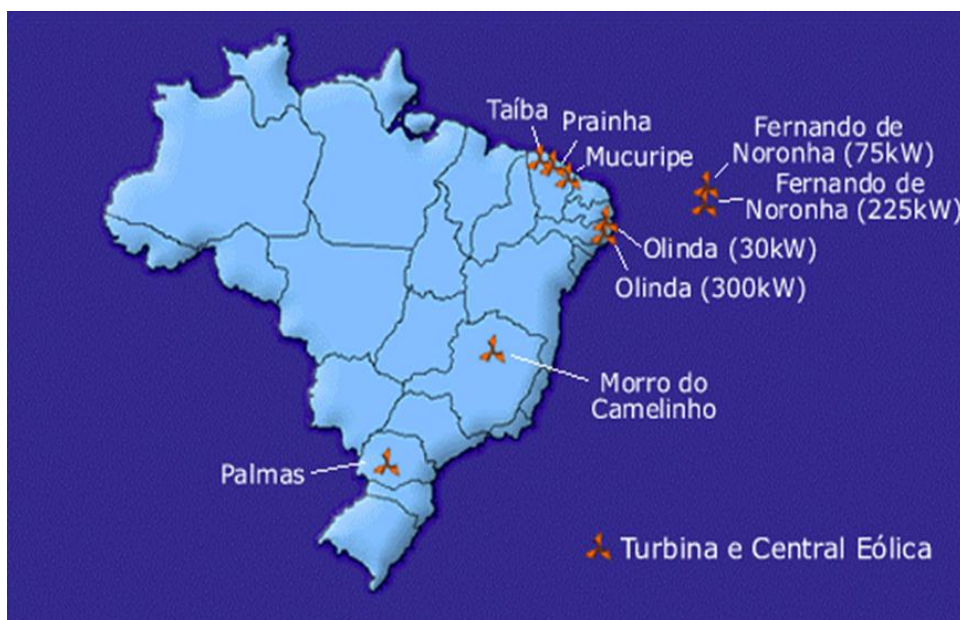 Taíba
Prainha
Mucuripe
Fernando de
Noronha (75kW)
Fernando de
Noronha (225kW)
Olinda (30kW)
Olinda (300kW)
Morro do
Camelinho
Palmas
Turbina e Central Eólica